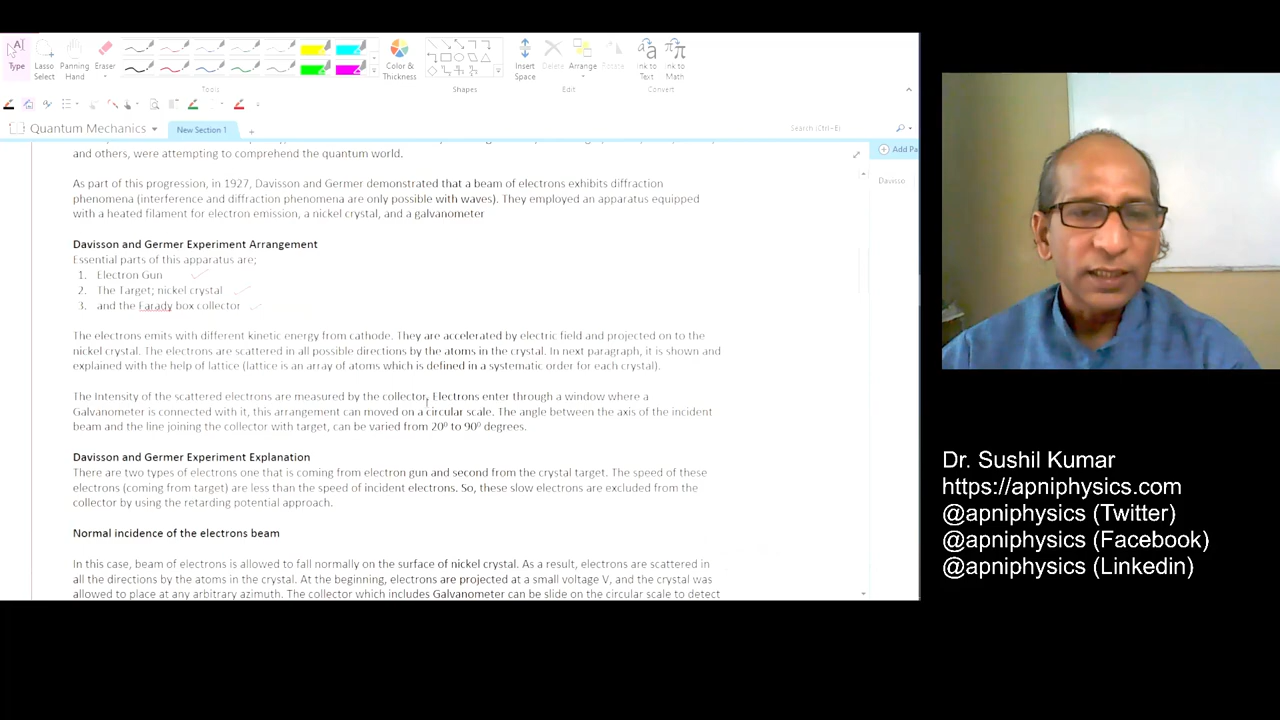 Type
Lasso
Select
Panning
Hand
Eraser
Color &
Thickness
Insert
Space
Delete
Arrange
Rotate
Ink to
Text
Ink to
Math
Tools
Shapes
Edit
Convert
Quantum Mechanics
New Section 1
Search (Ctrl-E)
Add Pa
Davisso
and others, were attempting to comprehend the quantum world.
As part of this progression, in 1927, Davisson and Germer demonstrated that a beam of electrons exhibits diffraction
phenomena (interference and diffraction phenomena are only possible with waves). They employed an apparatus equipped
with a heated filament for electron emission, a nickel crystal, and a galvanometer
Davisson and Germer Experiment Arrangement
Essential parts of this apparatus are;
1. Electron Gun
2. The Target; nickel crystal
3. and the Farady box collector
The electrons emits with different kinetic energy from cathode. They are accelerated by electric field and projected on to the
nickel crystal. The electrons are scattered in all possible directions by the atoms in the crystal. In next paragraph, it is shown and
explained with the help of lattice (lattice is an array of atoms which is defined in a systematic order for each crystal).
The Intensity of the scattered electrons are measured by the collector. Electrons enter through a window where a
Galvanometer is connected with it, this arrangement can moved on a circular scale. The angle between the axis of the incident
beam and the line joining the collector with target, can be varied from 20⁰ to 90⁰ degrees.
Davisson and Germer Experiment Explanation
There are two types of electrons one that is coming from electron gun and second from the crystal target. The speed of these
electrons (coming from target) are less than the speed of incident electrons. So, these slow electrons are excluded from the
collector by using the retarding potential approach.
Normal incidence of the electrons beam
In this case, beam of electrons is allowed to fall normally on the surface of nickel crystal. As a result, electrons are scattered in
all the directions by the atoms in the crystal. At the beginning, electrons are projected at a small voltage V, and the crystal was
allowed to place at any arbitrary azimuth. The collector which includes Galvanometer can be slide on the circular scale to detect
Dr. Sushil Kumar
https://apniphysics.com
@apniphysics (Twitter)
@apniphysics (Facebook)
@apniphysics (Linkedin)